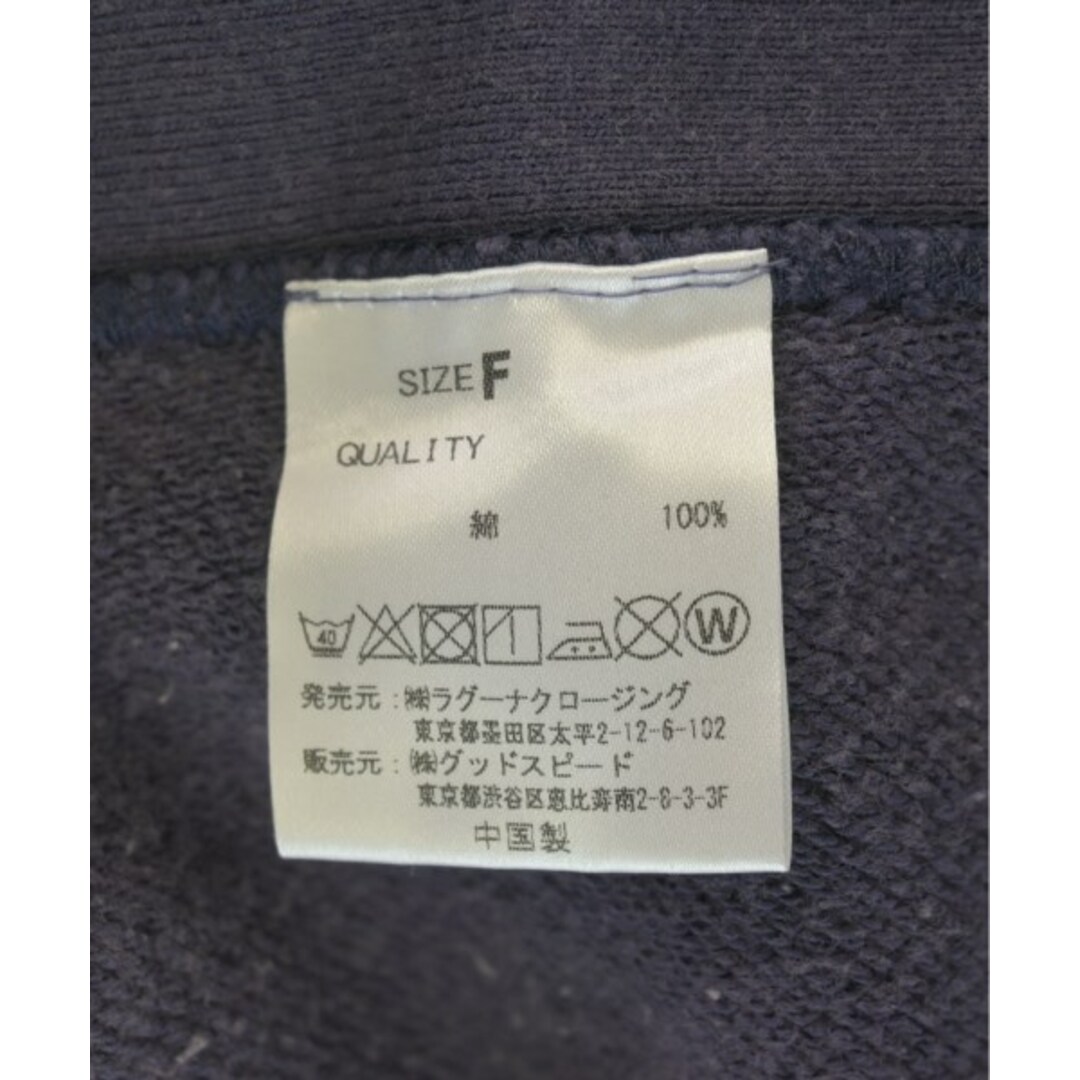 SIZE F
QUALITY
綿 100%
40 W
発売元：㈱ラグーナクロージング
東京都墨田区太平2-12-6-102
販売元：㈱グッドスピード
東京都渋谷区恵比寿南2-8-3-3F
中国製